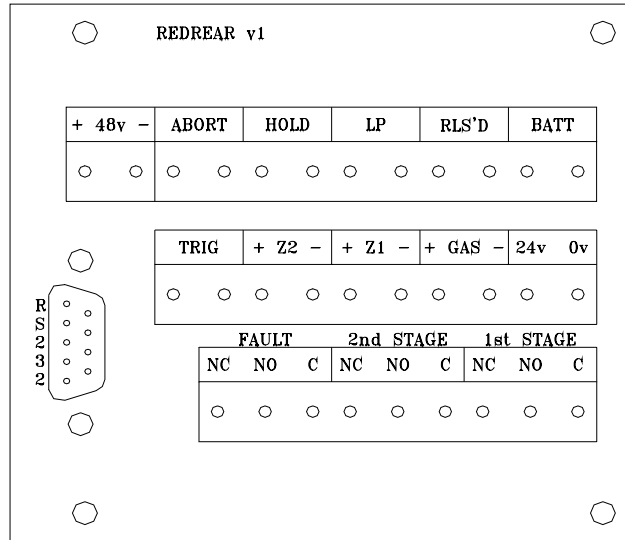 REDREAR v1
+ 48v - ABORT HOLD LP RLS'D BATT
TRIG + Z2 - + Z1 - + GAS - 24v 0v
R
S
2
3
2
FAULT 2nd STAGE 1st STAGE
NC NO C NC NO C NC NO C